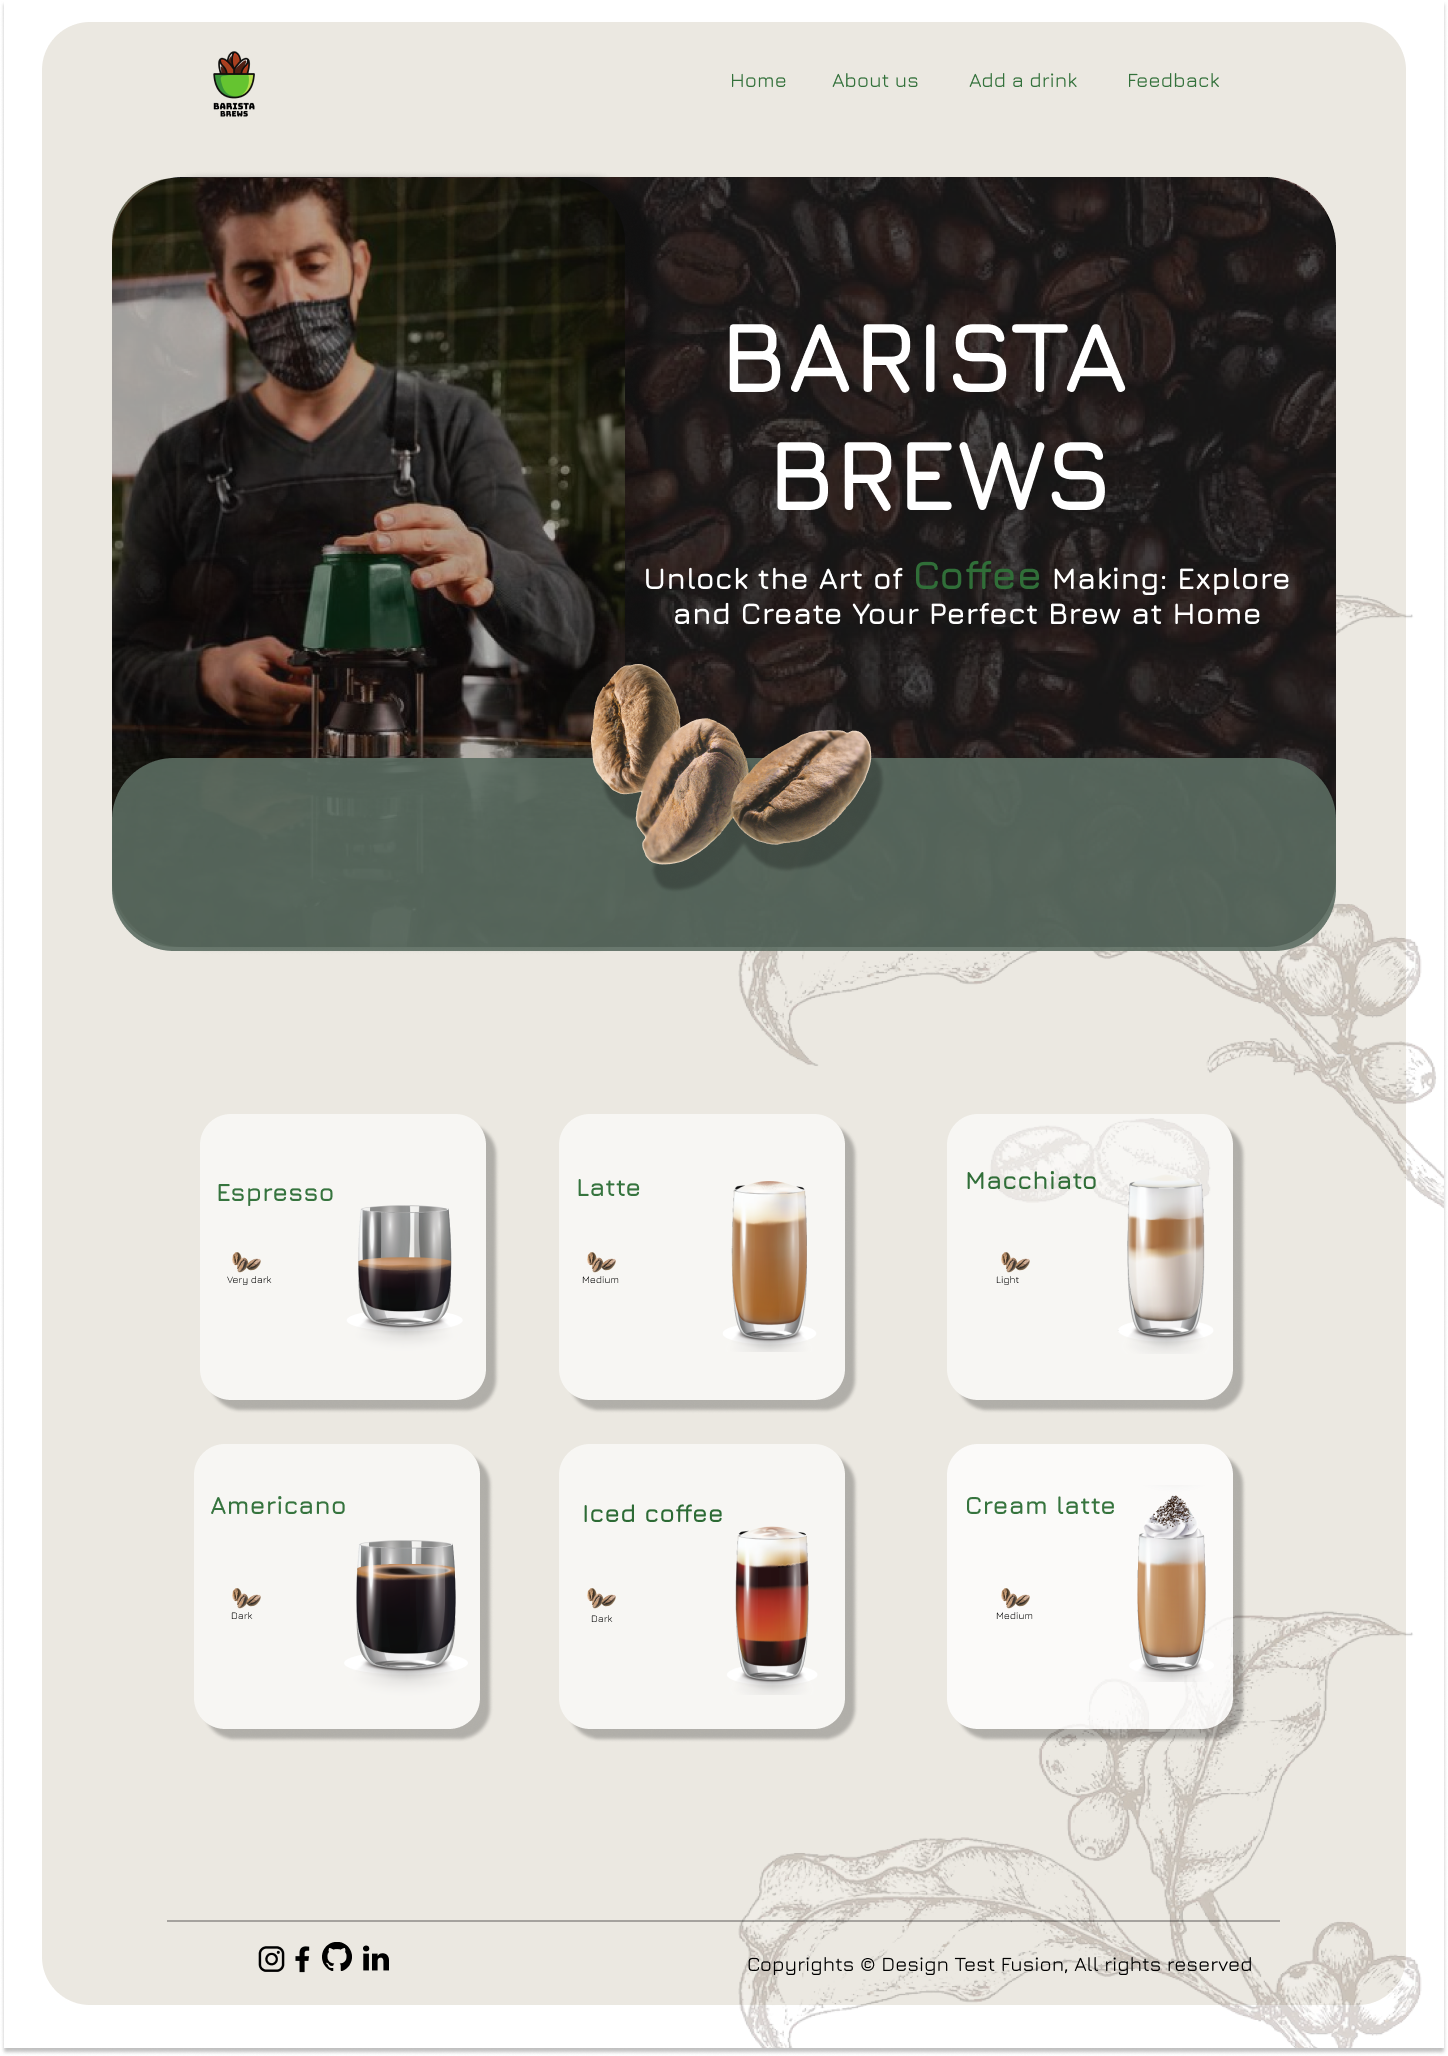 BARISTA
BREWS
Home About us Add a drink Feedback
BARISTA
BREWS
Unlock the Art of Coffee Making: Explore
and Create Your Perfect Brew at Home
Espresso
Very dark
Latte
Medium
Macchiato
Light
Americano
Dark
Iced coffee
Dark
Cream latte
Medium
Copyrights © Design Test Fusion, All rights reserved